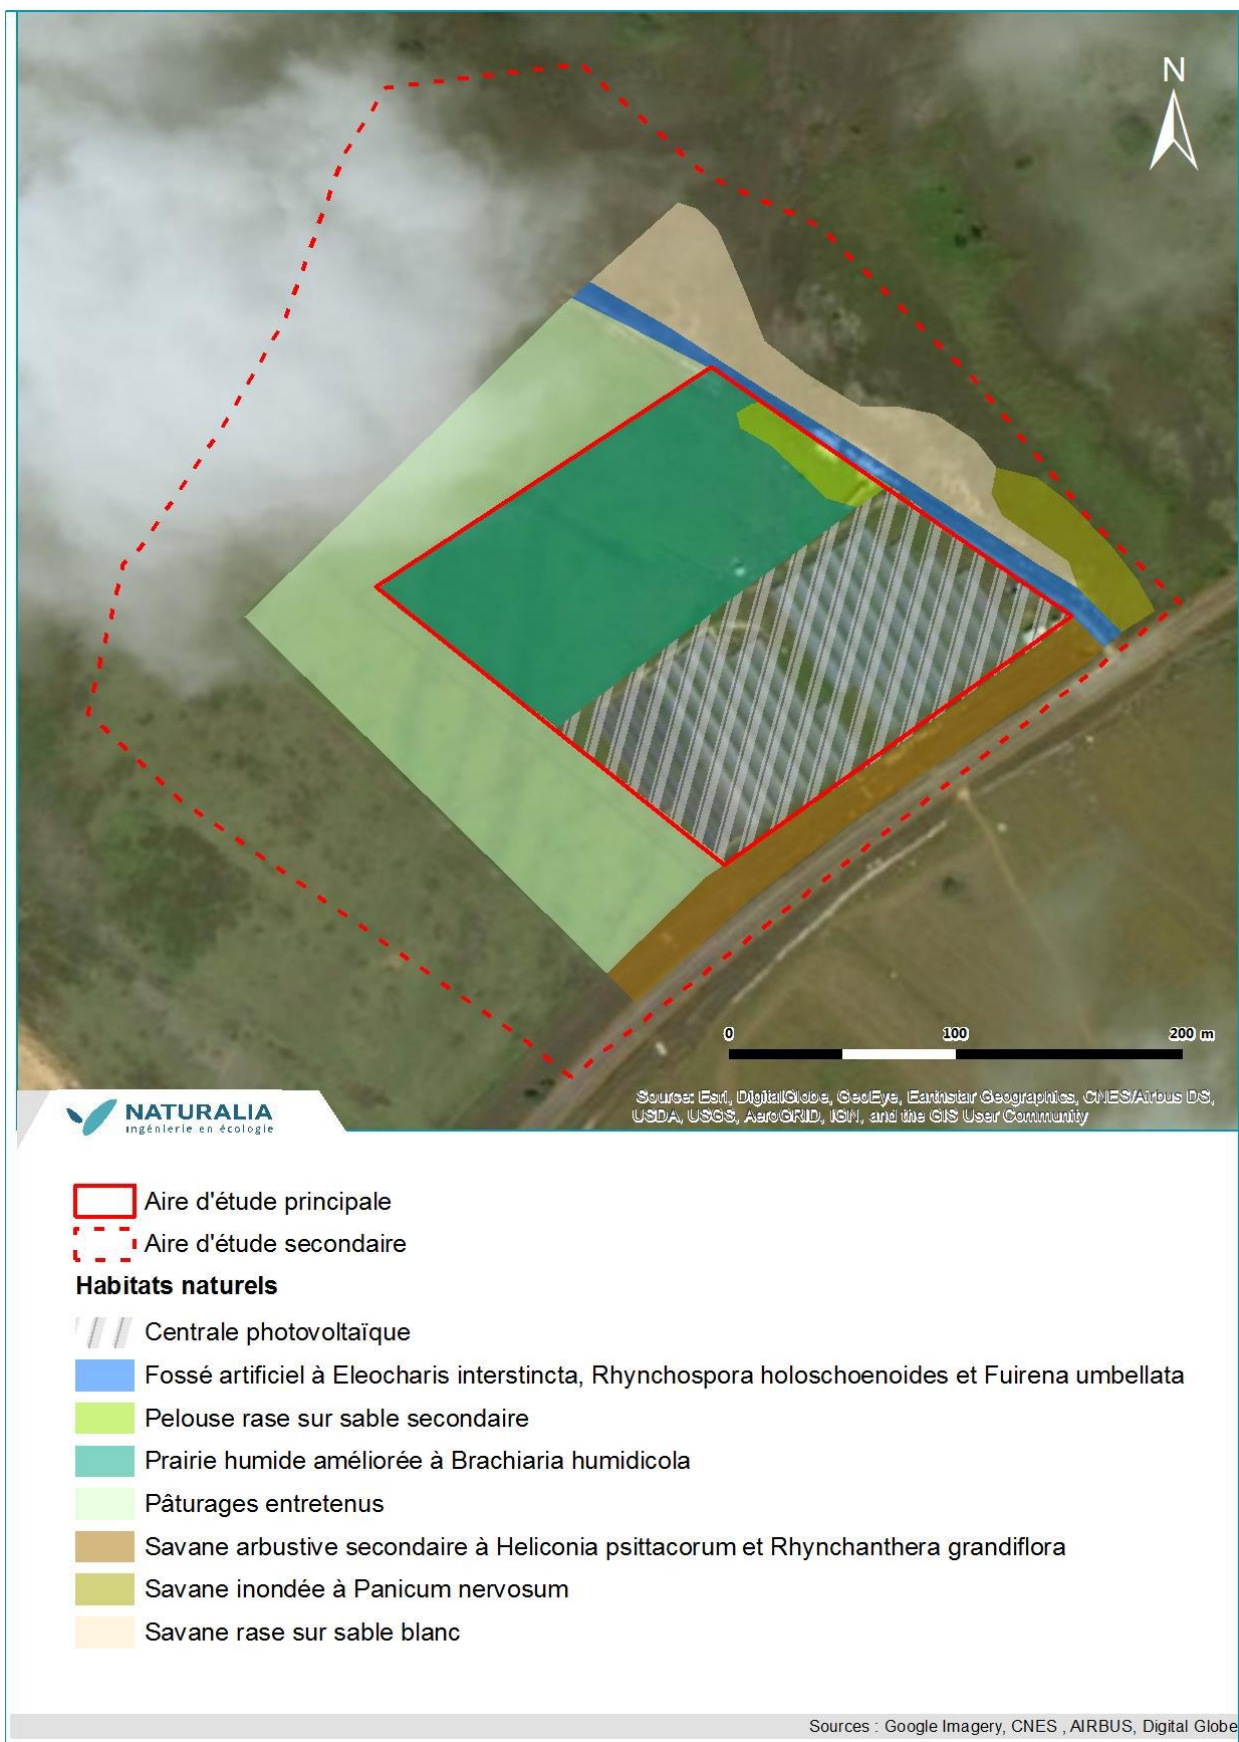 N
0 100 200 m
Source: Esri, DigitalGlobe, GeoEye, Earthstar Geographics, CNES/Airbus DS,
USDA, USGS, AeroGRID, IGN, and the GIS User Community
NATURALIA
Ingénierie en écologie
Aire d'étude principale
Aire d'étude secondaire
Habitats naturels
Centrale photovoltaïque
Fossé artificiel à Eleocharis interstincta, Rhynchospora holoschoenoides et Fuirena umbellata
Pelouse rase sur sable secondaire
Prairie humide améliorée à Brachiaria humidicola
Pâturages entretenus
Savane arbustive secondaire à Heliconia psittacorum et Rhynchanthera grandiflora
Savane inondée à Panicum nervosum
Savane rase sur sable blanc
Sources : Google Imagery, CNES , AIRBUS, Digital Globe